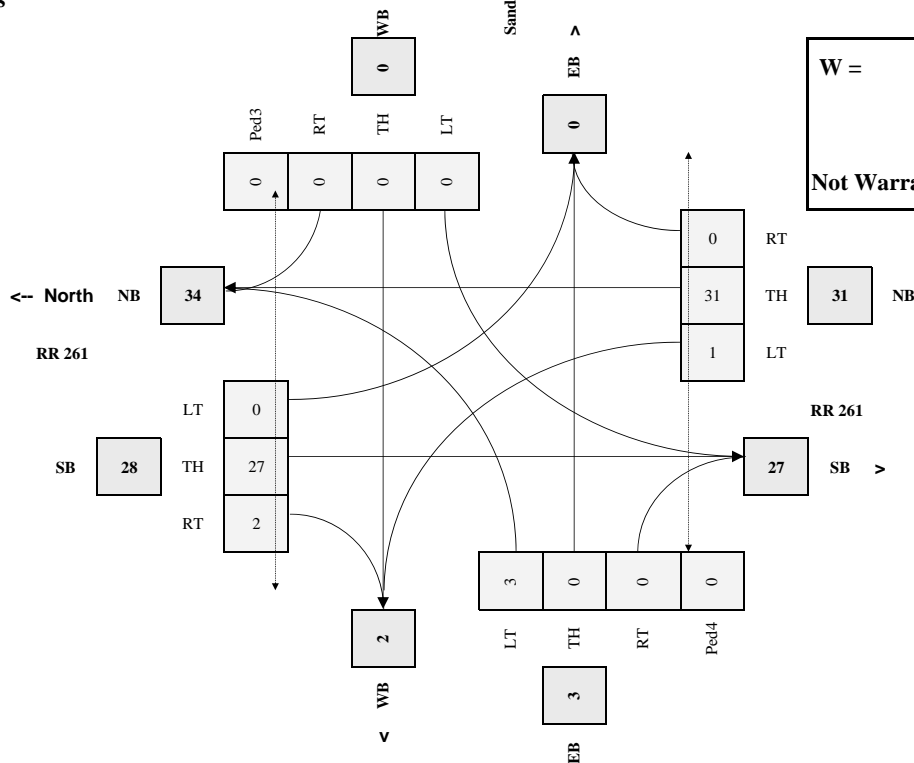 s
WB
Sand
>
0
EB
W =
0
Ped3
RT
TH
LT
0
0
0
0
Not Warra
0
RT
<-- North
NB
34
31
TH
31
NB
RR 261
1
LT
LT
0
RR 261
SB
28
TH
27
27
SB
>
RT
2
3
0
0
0
2
LT
TH
RT
Ped4
WB
3
<
EB